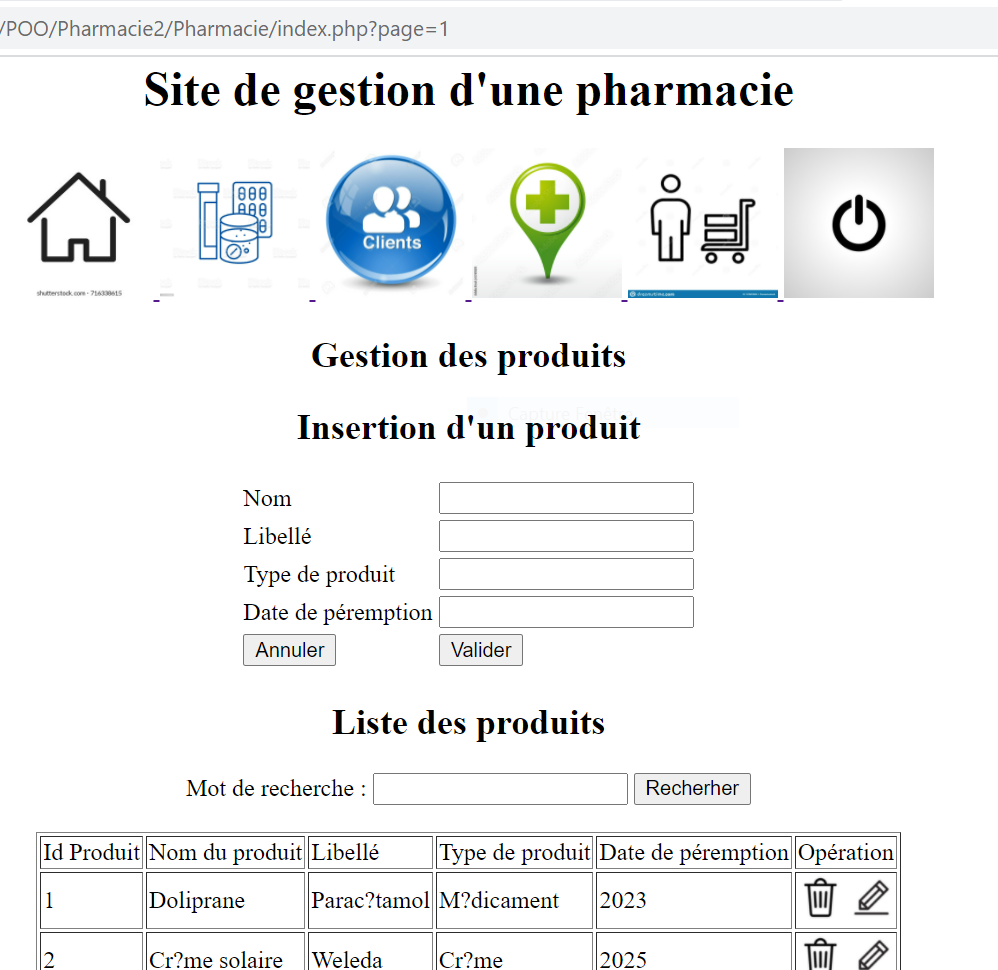 /POO/Pharmacie2/Pharmacie/index.php?page=1
Site de gestion d'une pharmacie
Clients
shutterstock.com · 716338615
Gestion des produits
Insertion d'un produit
Nom
Libellé
Type de produit
Date de péremption
Annuler Valider
Liste des produits
Mot de recherche : Recherher
Id Produit Nom du produit Libellé Type de produit Date de péremption Opération
1 Doliprane Parac?tamol M?dicament 2023
2 Cr?me solaire Weleda Cr?me 2025